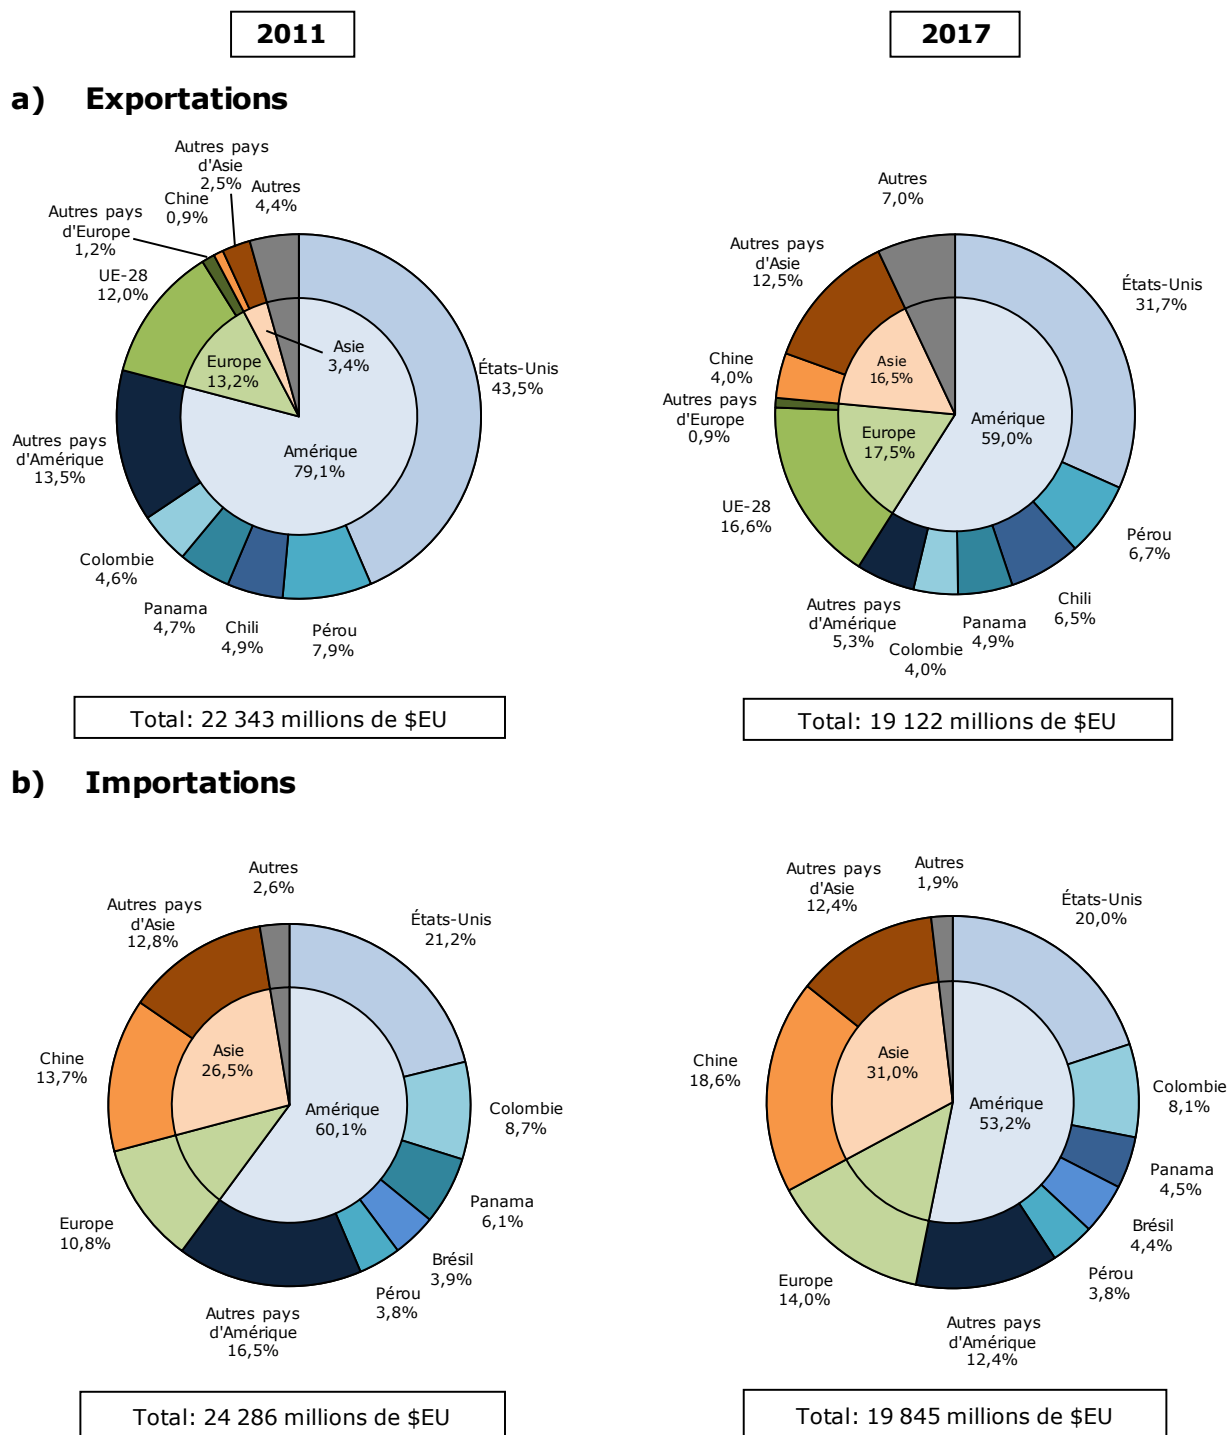 2011
2017
a) Exportations
Autres pays
d'Asie
2,5%
Chine
0,9%
Autres
4,4%
Autres pays
d'Europe
1,2%
UE-28
12,0%
Europe
13,2%
Asie
3,4%
États-Unis
43,5%
Amérique
79,1%
Autres pays
d'Amérique
13,5%
Colombie
4,6%
Panama
4,7%
Chili
4,9%
Pérou
7,9%
Total: 22 343 millions de $EU
Autres
7,0%
Autres pays
d'Asie
12,5%
États-Unis
31,7%
Chine
4,0%
Asie
16,5%
Autres pays
d'Europe
0,9%
Europe
17,5%
Amérique
59,0%
UE-28
16,6%
Pérou
6,7%
Autres pays
d'Amérique
5,3%
Colombie
4,0%
Panama
4,9%
Chili
6,5%
Total: 19 122 millions de $EU
b) Importations
Autres
2,6%
Autres pays
d'Asie
12,8%
États-Unis
21,2%
Chine
13,7%
Asie
26,5%
Amérique
60,1%
Colombie
8,7%
Panama
6,1%
Europe
10,8%
Brésil
3,9%
Pérou
3,8%
Autres pays
d'Amérique
16,5%
Total: 24 286 millions de $EU
Autres
1,9%
Autres pays
d'Asie
12,4%
États-Unis
20,0%
Chine
18,6%
Asie
31,0%
Amérique
53,2%
Colombie
8,1%
Panama
4,5%
Brésil
4,4%
Pérou
3,8%
Europe
14,0%
Autres pays
d'Amérique
12,4%
Total: 19 845 millions de $EU